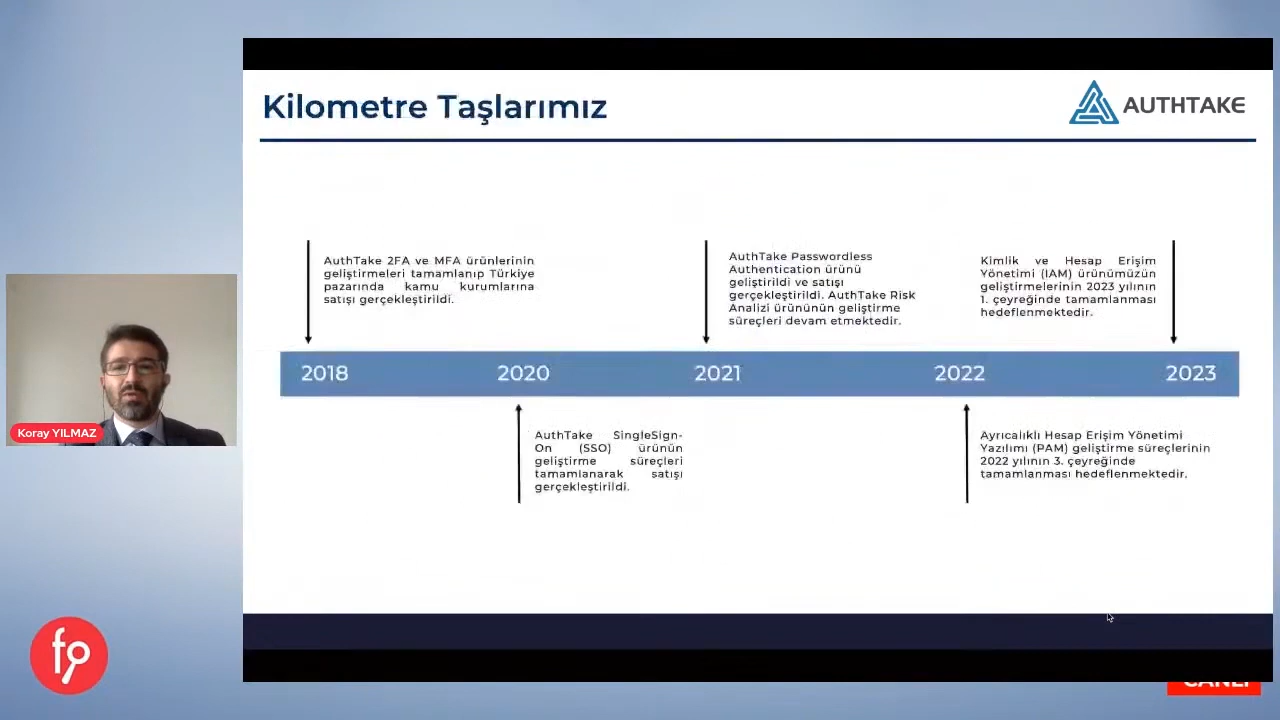 Kilometre Taşlarımız
AUTHTAKE
AuthTake 2FA ve MFA ürünlerinin
geliştirmeleri tamamlanıp Türkiye
pazarında kamu kurumlarına
satışı gerçekleştirildi.
AuthTake Passwordless
Authentication ürünü
geliştirildi ve satışı
gerçekleştirildi. AuthTake Risk
Analizi ürününün geliştirme
süreçleri devam etmektedir.
Kimlik ve Hesap Erişim
Yönetimi (IAM) ürünümüzün
geliştirmelerinin 2023 yılının
1. çeyreğinde tamamlanması
hedeflenmektedir.
2018
2020
2021
2022
2023
AuthTake SingleSign-
On (SSO) ürünün
geliştirme süreçleri
tamamlanarak satışı
gerçekleştirildi.
Ayrıcalıklı Hesap Erişim Yönetimi
Yazılımı (PAM) geliştirme süreçlerinin
2022 yılının 3. çeyreğinde
tamamlanması hedeflenmektedir.
Koray YILMAZ
fp
CANLI